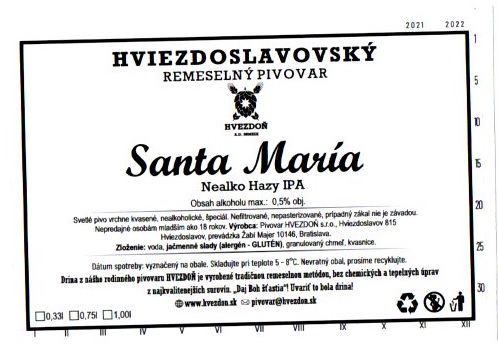 2021 2022
HVIEZDOSLAVOVSKÝ
REMESELNÝ PIVOVAR
HVEZDOŇ
Santa María
Nealko Hazy IPA
Obsah alkoholu max.: 0,5% obj.
Svetlé pivo vrchne kvasené, nealkoholické, špeciál. Nefiltrované, nepasterizované, prípadný zákal nie je závadou.
Nepredajné osobám mladším ako 18 rokov. Výrobca: Pivovar HVEZDOŇ s.r.o., Hviezdoslavov 815
Hviezdoslavov, prevádzka Žabí Majer 10146, Bratislava.
Zloženie: voda, jačmenné slady (alergén - GLUTÉN), granulovaný chmeľ, kvasnice.
Dátum spotreby: vyznačený na obale. Skladujte pri teplote 5 - 8°C. Nevratný obal, prosíme recyklujte.
Drina z nášho rodinného pivovaru HVEZDOŇ je vyrobené tradičnou remeselnou metódou, bez chemických a tepelných úprav
z najkvalitenejších surovín. „Daj Boh šťastia"! Uvariť to bola drina!
www.hvezdon.sk pivovar@hvezdon.sk
0,33l 0,75l 1,00l
1
5
10
15
20
25
30
I II III IV V VI VII VIII IX X XI XII